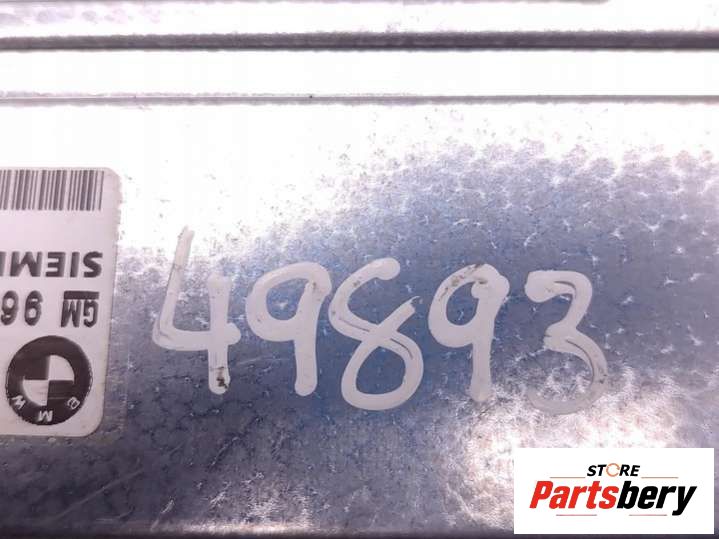 SIEM
GM 96
BMW
49893
STORE
Partsbery